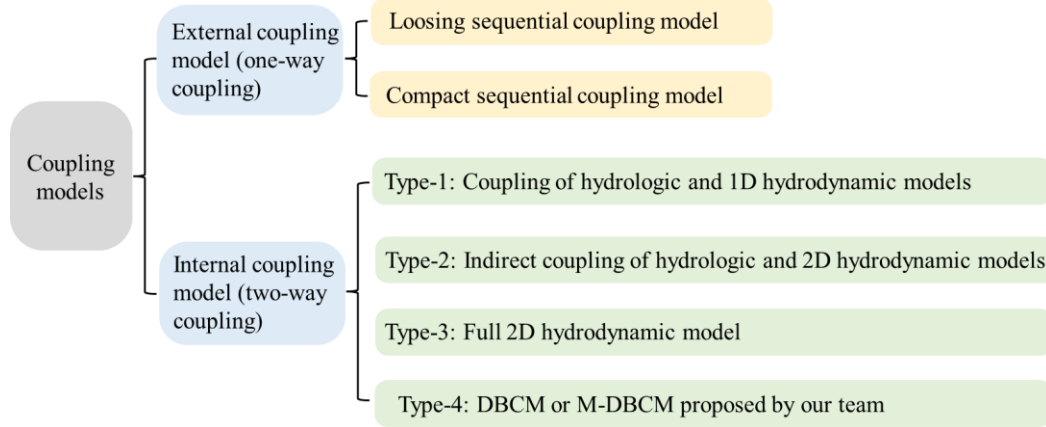 Coupling
models
External coupling
model (one-way
coupling)
Loosing sequential coupling model
Compact sequential coupling model
Internal coupling
model (two-way
coupling)
Type-1: Coupling of hydrologic and 1D hydrodynamic models
Type-2: Indirect coupling of hydrologic and 2D hydrodynamic models
Type-3: Full 2D hydrodynamic model
Type-4: DBCM or M-DBCM proposed by our team